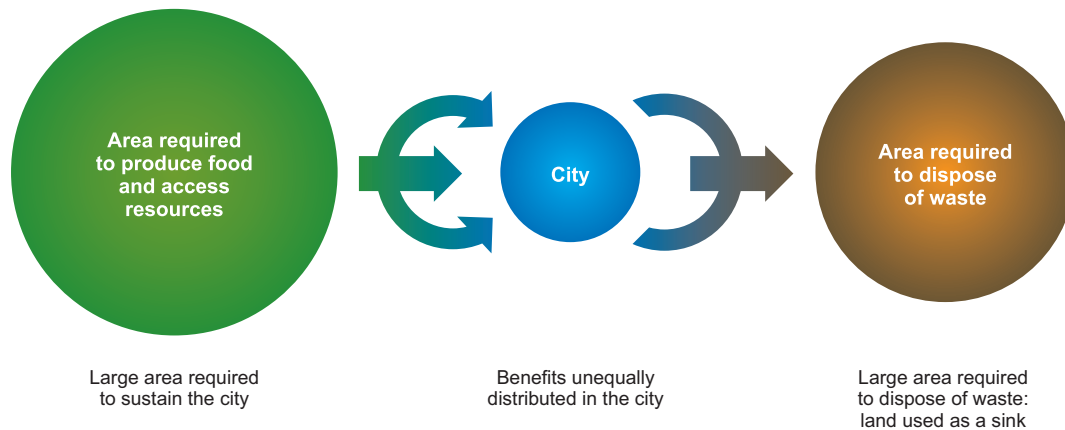 Area required
to produce food
and access
resources
City
Area required
to dispose
of waste
Large area required
to sustain the city
Benefits unequally
distributed in the city
Large area required
to dispose of waste:
land used as a sink